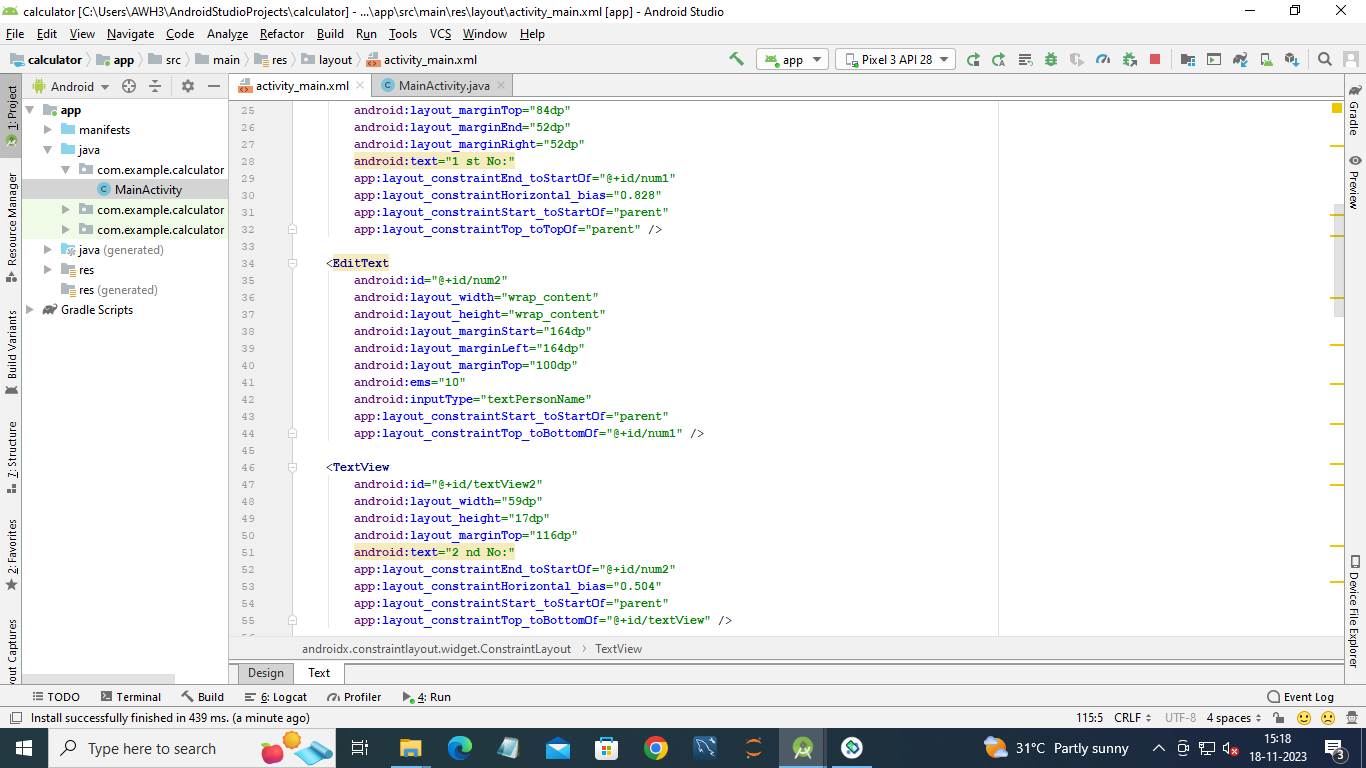 calculator [C:\Users\AWH3\AndroidStudioProjects\calculator] - ...\app\src\main\res\layout\activity_main.xml [app] - Android Studio
File Edit View Navigate Code Analyze Refactor Build Run Tools VCS Window Help
calculator app src main res layout activity_main.xml app Pixel 3 API 28
Android activity_main.xml MainActivity.java
1: Project
Resource Manager
Build Variants
7: Structure
2: Favorites
yout Captures
app
manifests
java
com.example.calculator
MainActivity
com.example.calculator
com.example.calculator
java (generated)
res
res (generated)
Gradle Scripts
25 android:layout_marginTop="84dp"
26 android:layout_marginEnd="52dp"
27 android:layout_marginRight="52dp"
28 android:text="1 st No:"
29 app:layout_constraintEnd_toStartOf="@+id/num1"
30 app:layout_constraintHorizontal_bias="0.828"
31 app:layout_constraintStart_toStartOf="parent"
32 app:layout_constraintTop_toTopOf="parent" />
33
34 <EditText
35 android:id="@+id/num2"
36 android:layout_width="wrap_content"
37 android:layout_height="wrap_content"
38 android:layout_marginStart="164dp"
39 android:layout_marginLeft="164dp"
40 android:layout_marginTop="100dp"
41 android:ems="10"
42 android:inputType="textPersonName"
43 app:layout_constraintStart_toStartOf="parent"
44 app:layout_constraintTop_toBottomOf="@+id/num1" />
45
46 <TextView
47 android:id="@+id/textView2"
48 android:layout_width="59dp"
49 android:layout_height="17dp"
50 android:layout_marginTop="116dp"
51 android:text="2 nd No:"
52 app:layout_constraintEnd_toStartOf="@+id/num2"
53 app:layout_constraintHorizontal_bias="0.504"
54 app:layout_constraintStart_toStartOf="parent"
55 app:layout_constraintTop_toBottomOf="@+id/textView" />
androidx.constraintlayout.widget.ConstraintLayout TextView
Design Text
Gradle
Preview
Device File Explorer
TODO Terminal Build 6: Logcat Profiler 4: Run Event Log
Install successfully finished in 439 ms. (a minute ago) 115:5 CRLF UTF-8 4 spaces
Type here to search 31°C Partly sunny 15:18
18-11-2023 3